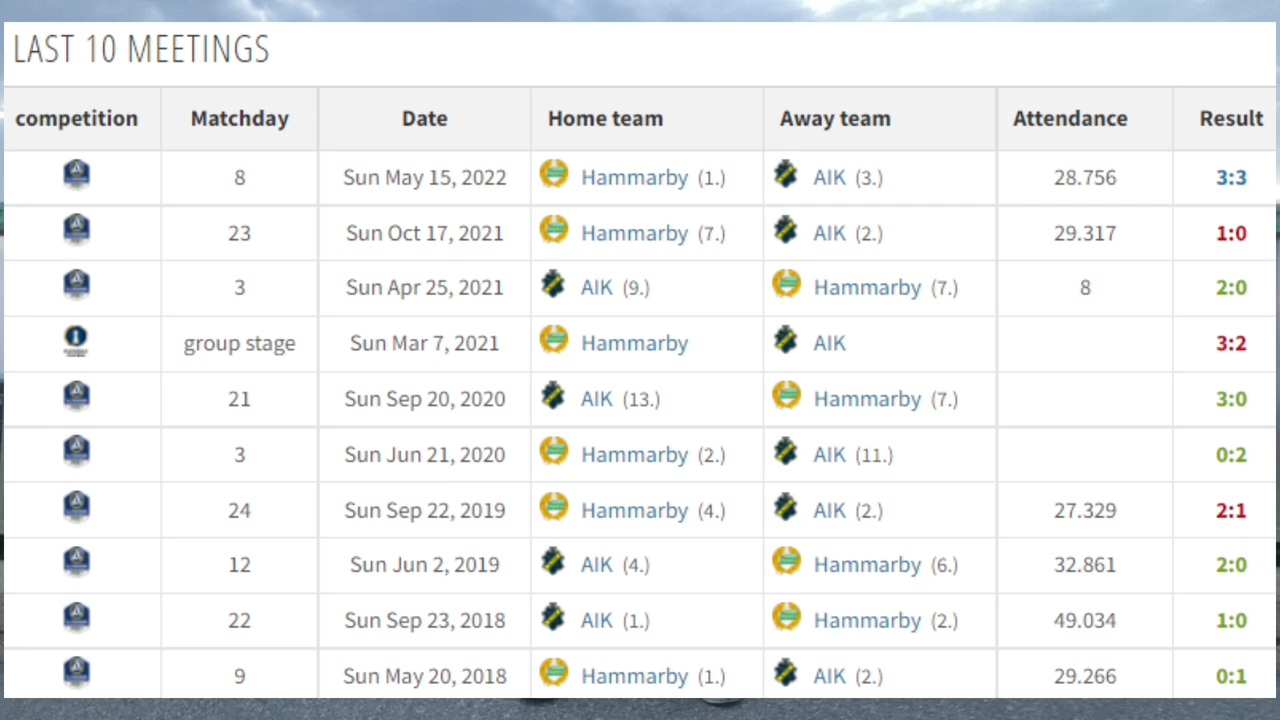 LAST 10 MEETINGS
competition Matchday Date Home team Away team Attendance Result
8 Sun May 15, 2022 Hammarby (1.) AIK (3.) 28.756 3:3
23 Sun Oct 17, 2021 Hammarby (7.) AIK (2.) 29.317 1:0
3 Sun Apr 25, 2021 AIK (9.) Hammarby (7.) 8 2:0
group stage Sun Mar 7, 2021 Hammarby AIK 3:2
21 Sun Sep 20, 2020 AIK (13.) Hammarby (7.) 3:0
3 Sun Jun 21, 2020 Hammarby (2.) AIK (11.) 0:2
24 Sun Sep 22, 2019 Hammarby (4.) AIK (2.) 27.329 2:1
12 Sun Jun 2, 2019 AIK (4.) Hammarby (6.) 32.861 2:0
22 Sun Sep 23, 2018 AIK (1.) Hammarby (2.) 49.034 1:0
9 Sun May 20, 2018 Hammarby (1.) AIK (2.) 29.266 0:1